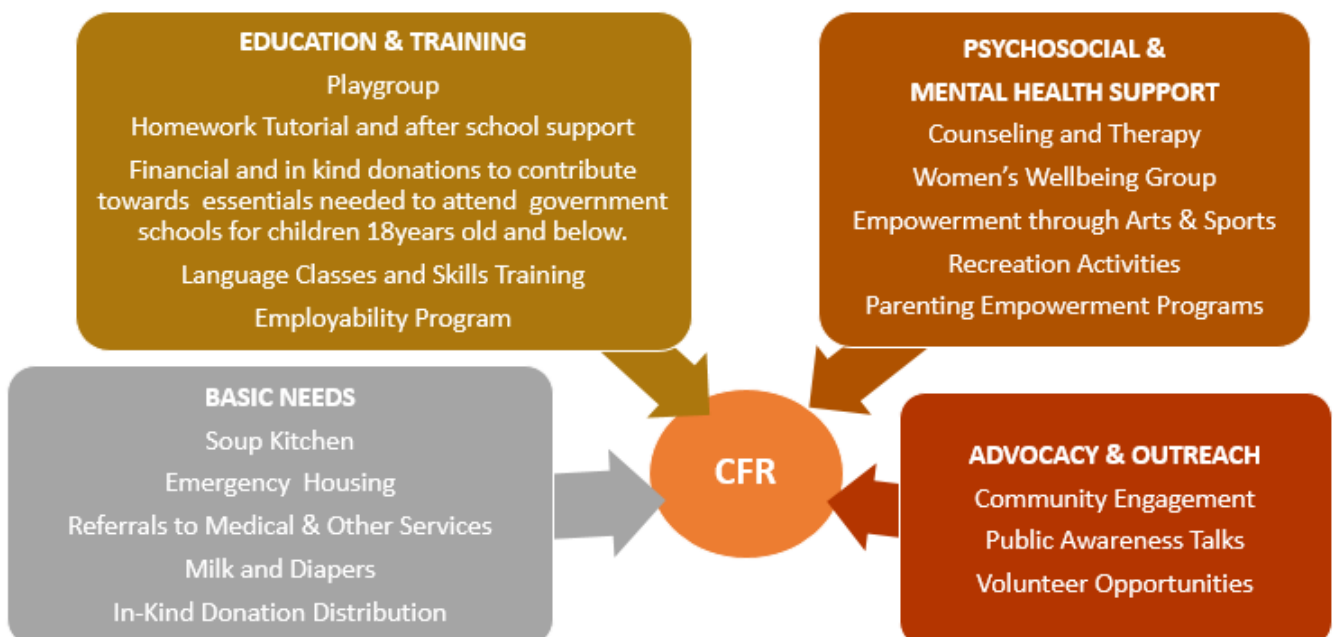 EDUCATION & TRAINING
Playgroup
Homework Tutorial and after school support
Financial and in kind donations to contribute
towards  essentials needed to attend  government
schools for children 18years old and below.
Language Classes and Skills Training
Employability Program
PSYCHOSOCIAL &
MENTAL HEALTH SUPPORT
Counseling and Therapy
Women’s Wellbeing Group
Empowerment through Arts & Sports
Recreation Activities
Parenting Empowerment Programs
BASIC NEEDS
Soup Kitchen
Emergency  Housing
Referrals to Medical & Other Services
Milk and Diapers
In-Kind Donation Distribution
CFR
ADVOCACY & OUTREACH
Community Engagement
Public Awareness Talks
Volunteer Opportunities